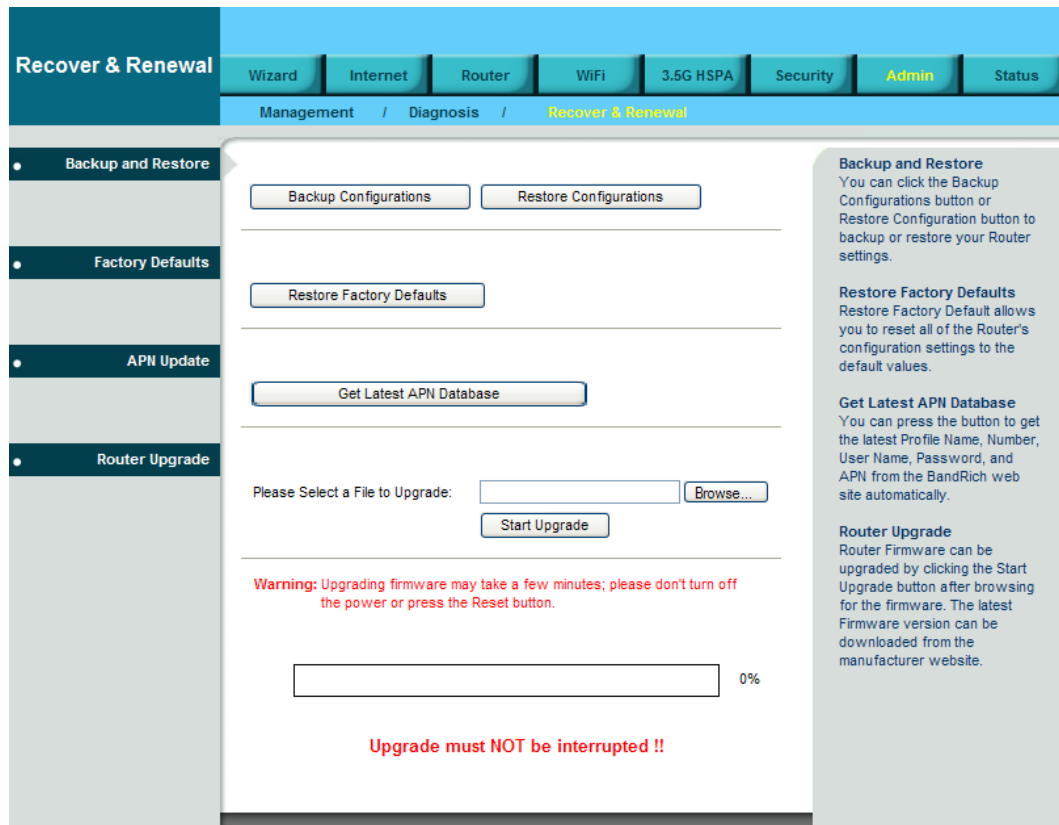 Recover & Renewal
Wizard Internet Router WiFi 3.5G HSPA Security Admin Status
Management / Diagnosis / Recover & Renewal
Backup and Restore
Backup Configurations Restore Configurations
Factory Defaults
Restore Factory Defaults
APN Update
Get Latest APN Database
Router Upgrade
Please Select a File to Upgrade: Browse...
Start Upgrade
Warning: Upgrading firmware may take a few minutes; please don't turn off
the power or press the Reset button.
0%
Upgrade must NOT be interrupted !!
Backup and Restore
You can click the Backup
Configurations button or
Restore Configuration button to
backup or restore your Router
settings.
Restore Factory Defaults
Restore Factory Default allows
you to reset all of the Router's
configuration settings to the
default values.
Get Latest APN Database
You can press the button to get
the latest Profile Name, Number,
User Name, Password, and
APN from the BandRich web
site automatically.
Router Upgrade
Router Firmware can be
upgraded by clicking the Start
Upgrade button after browsing
for the firmware. The latest
Firmware version can be
downloaded from the
manufacturer website.